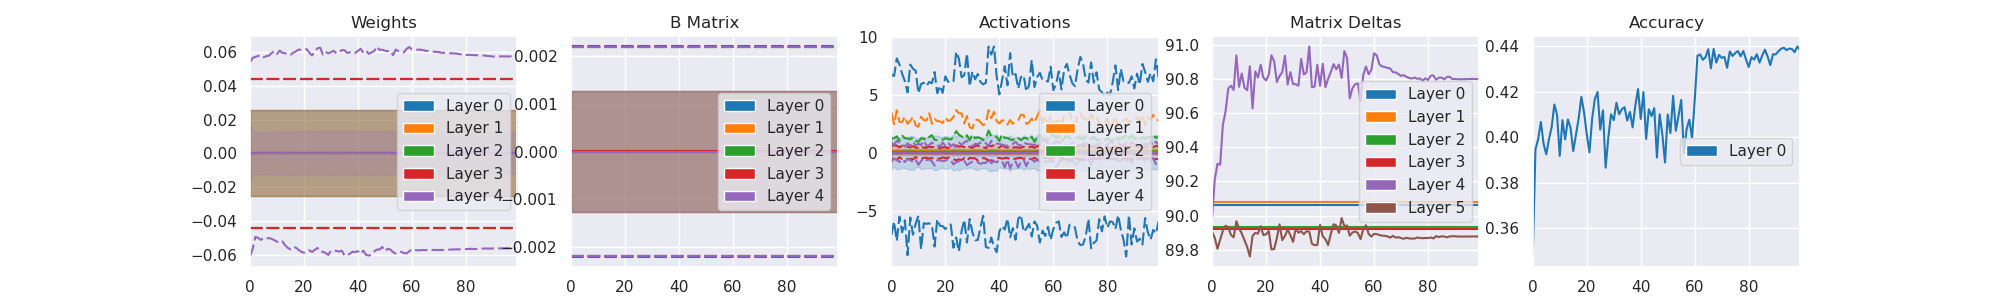 Weights
0.06
0.04
0.02
0.00
−0.02
−0.04
−0.06
0 20 40 60 80
Layer 0
Layer 1
Layer 2
Layer 3
Layer 4
B Matrix
0.002
0.001
0.000
−0.001
−0.002
0 20 40 60 80
Layer 0
Layer 1
Layer 2
Layer 3
Layer 4
Activations
10
5
0
−5
0 20 40 60 80
Layer 0
Layer 1
Layer 2
Layer 3
Layer 4
Matrix Deltas
91.0
90.8
90.6
90.4
90.2
90.0
89.8
0 20 40 60 80
Layer 0
Layer 1
Layer 2
Layer 3
Layer 4
Layer 5
Accuracy
0.44
0.42
0.40
0.38
0.36
0 20 40 60 80
Layer 0